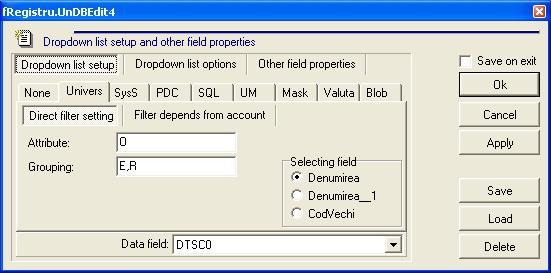 fRegistru.UnDBEdit4
Dropdown list setup and other field properties
Dropdown list setup Dropdown list options Other field properties
Save on exit
None Univers SysS PDC SQL UM Mask Valuta Blob
Ok
Direct filter setting Filter depends from account
Cancel
Attribute: O
Apply
Grouping: E,R
Selecting field
Denumirea
Denumirea__1
CodVechi
Save
Load
Data field: DTSC0
Delete